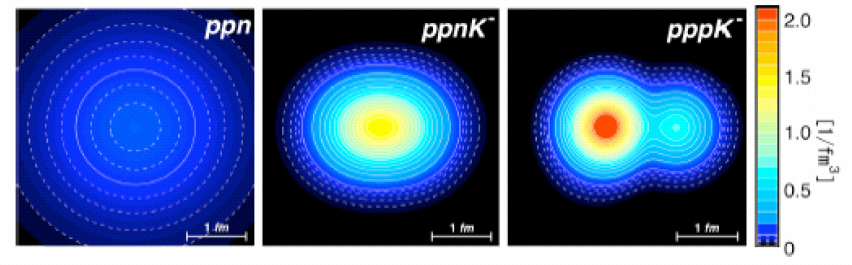 ppn
ppnK⁻
pppK⁻
1 fm
1 fm
1 fm
2.0
1.5
1.0
0.5
0
[1/fm³]